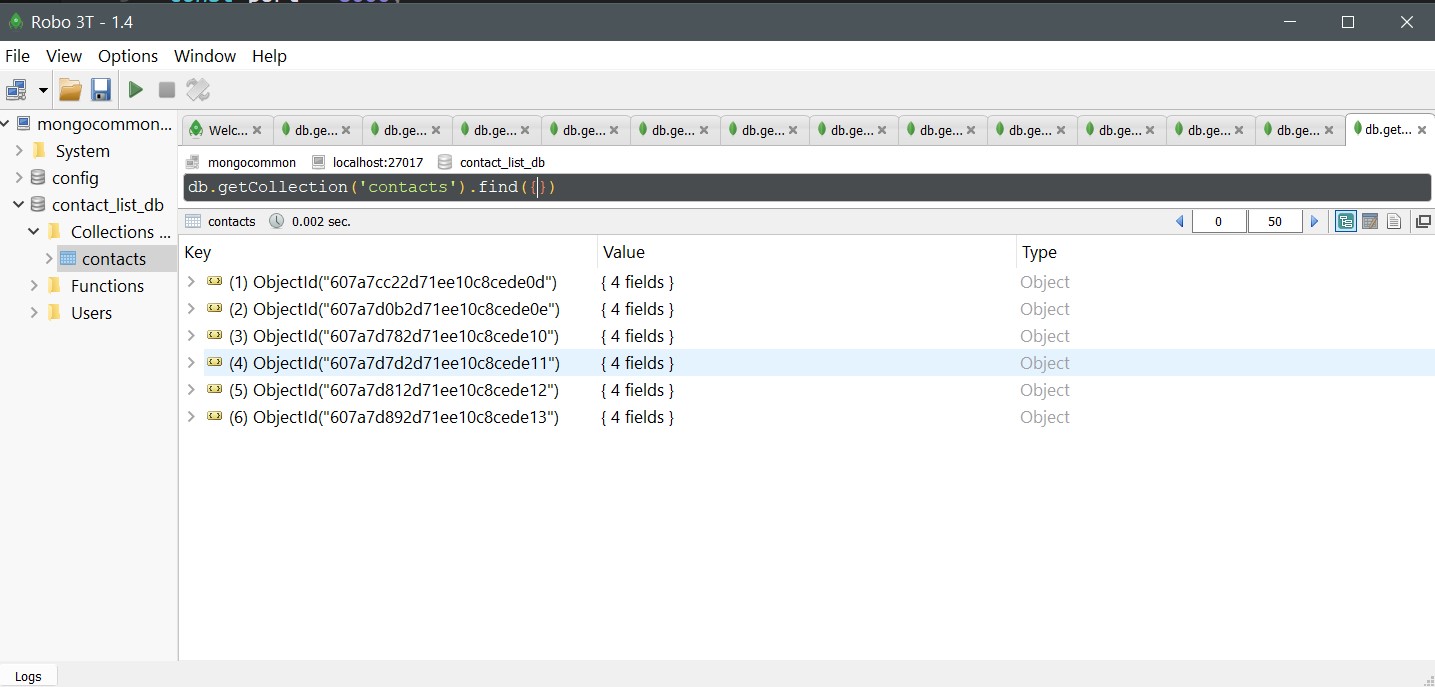 Robo 3T - 1.4
File View Options Window Help
mongocommon...
System
config
contact_list_db
Collections ...
contacts
Functions
Users
Welc... db.ge... db.ge... db.ge... db.ge... db.ge... db.ge... db.ge... db.ge... db.ge... db.ge... db.ge... db.ge... db.get...
mongocommon localhost:27017 contact_list_db
db.getCollection('contacts').find({})
contacts 0.002 sec. 0 50
Key Value Type
(1) ObjectId("607a7cc22d71ee10c8cede0d") { 4 fields } Object
(2) ObjectId("607a7d0b2d71ee10c8cede0e") { 4 fields } Object
(3) ObjectId("607a7d782d71ee10c8cede10") { 4 fields } Object
(4) ObjectId("607a7d7d2d71ee10c8cede11") { 4 fields } Object
(5) ObjectId("607a7d812d71ee10c8cede12") { 4 fields } Object
(6) ObjectId("607a7d892d71ee10c8cede13") { 4 fields } Object
Logs